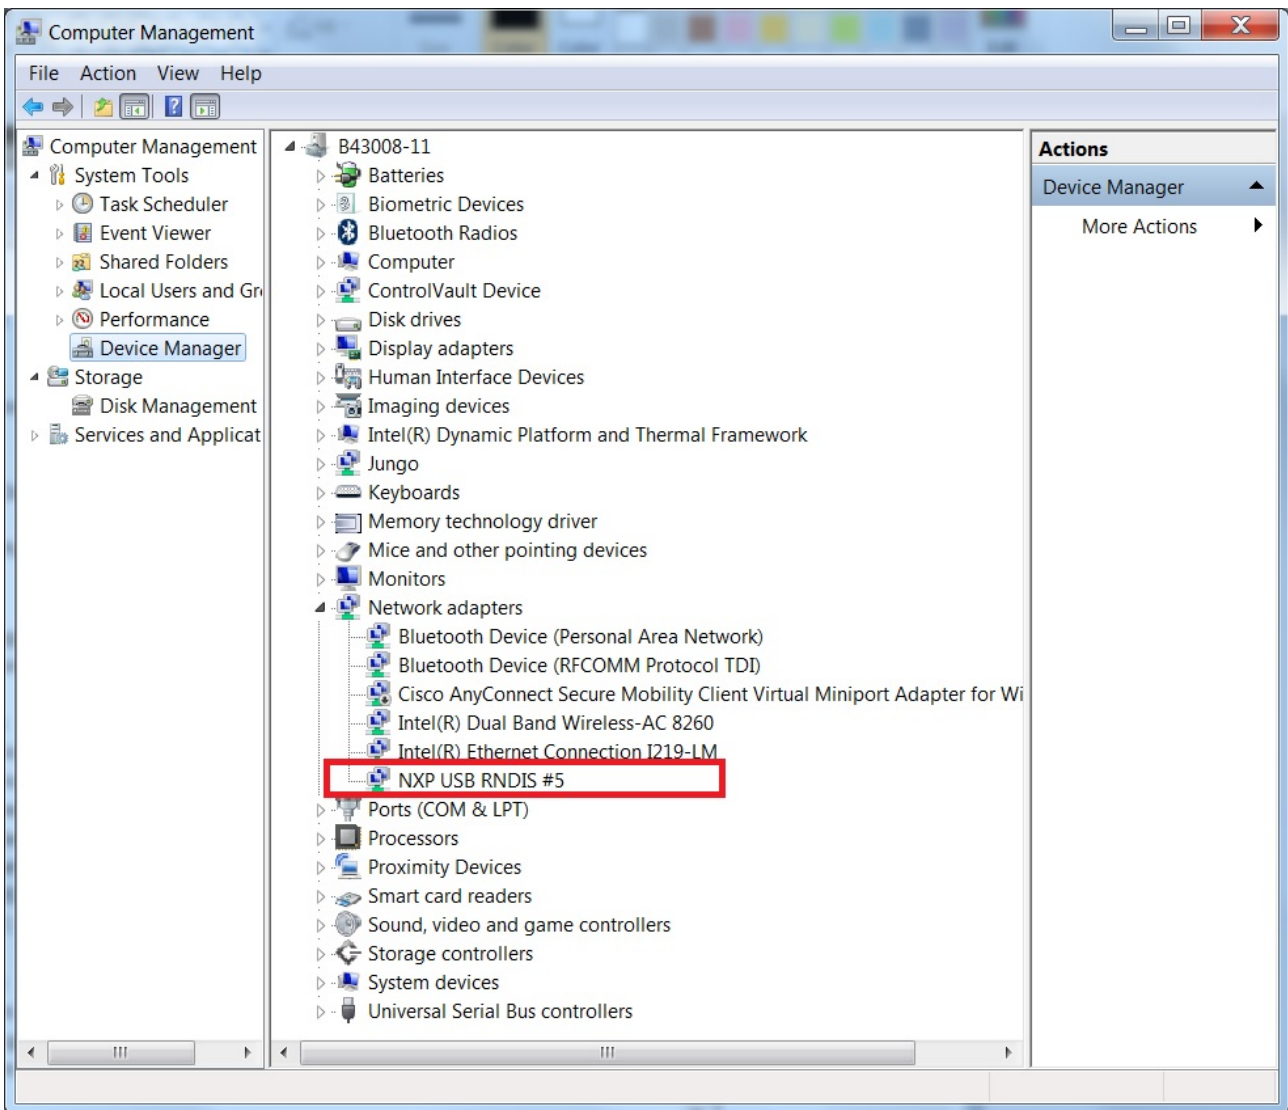 Computer Management
File Action View Help
Computer Management
System Tools
Task Scheduler
Event Viewer
Shared Folders
Local Users and Gr
Performance
Device Manager
Storage
Disk Management
Services and Applicat
B43008-11
Batteries
Biometric Devices
Bluetooth Radios
Computer
ControlVault Device
Disk drives
Display adapters
Human Interface Devices
Imaging devices
Intel(R) Dynamic Platform and Thermal Framework
Jungo
Keyboards
Memory technology driver
Mice and other pointing devices
Monitors
Network adapters
Bluetooth Device (Personal Area Network)
Bluetooth Device (RFCOMM Protocol TDI)
Cisco AnyConnect Secure Mobility Client Virtual Miniport Adapter for Wi
Intel(R) Dual Band Wireless-AC 8260
Intel(R) Ethernet Connection I219-LM
NXP USB RNDIS #5
Ports (COM & LPT)
Processors
Proximity Devices
Smart card readers
Sound, video and game controllers
Storage controllers
System devices
Universal Serial Bus controllers
Actions
Device Manager
More Actions